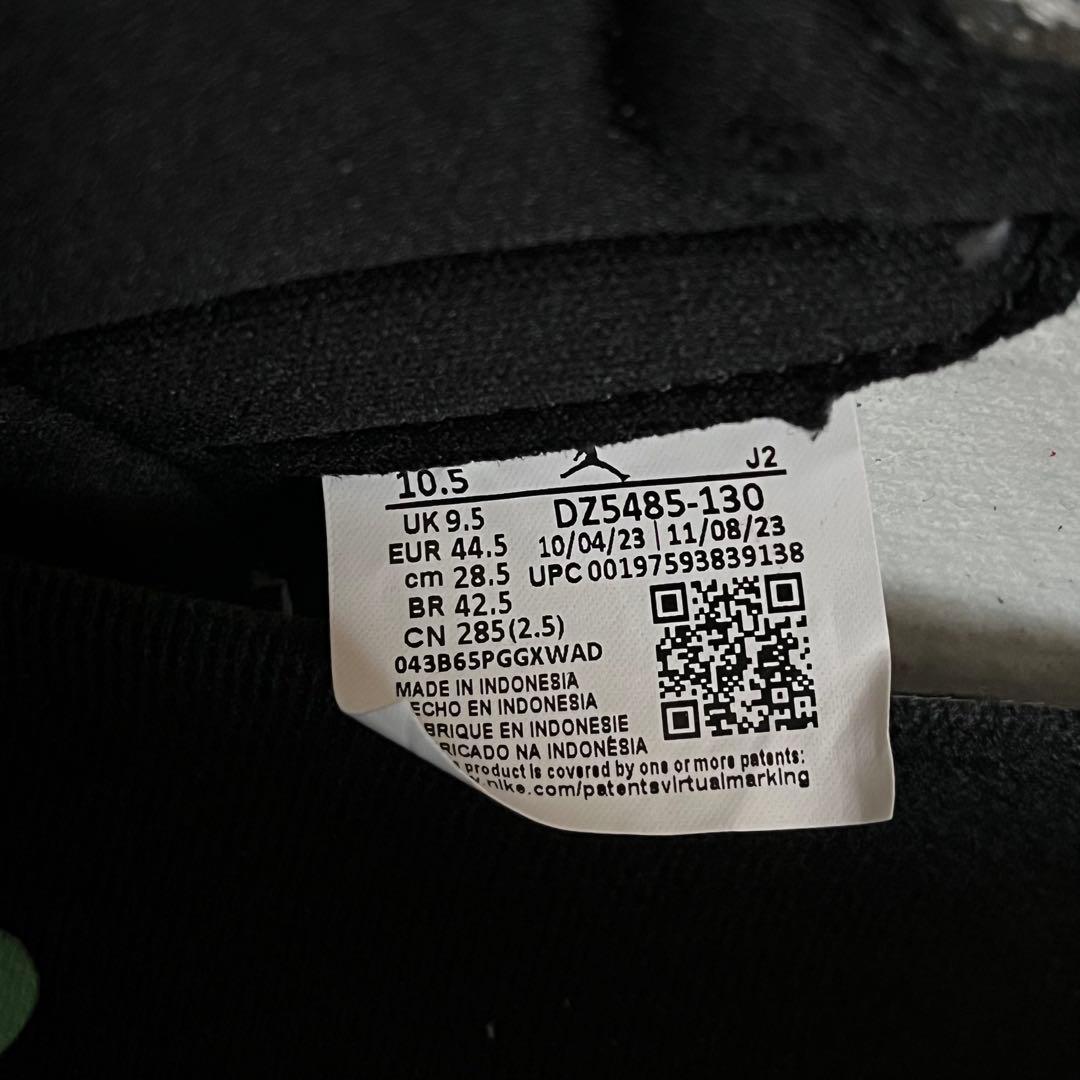 10.5 J2
UK 9.5 DZ5485-130
EUR 44.5 10/04/23 | 11/08/23
cm 28.5 UPC 00197593839138
BR 42.5
CN 285(2.5)
043B65PGGXWAD
MADE IN INDONESIA
ECHO EN INDONESIA
BRIQUE EN INDONESIE
RICADO NA INDONÉSIA
product is covered by one or more patents:
nike.com/patentsvirtualmarking